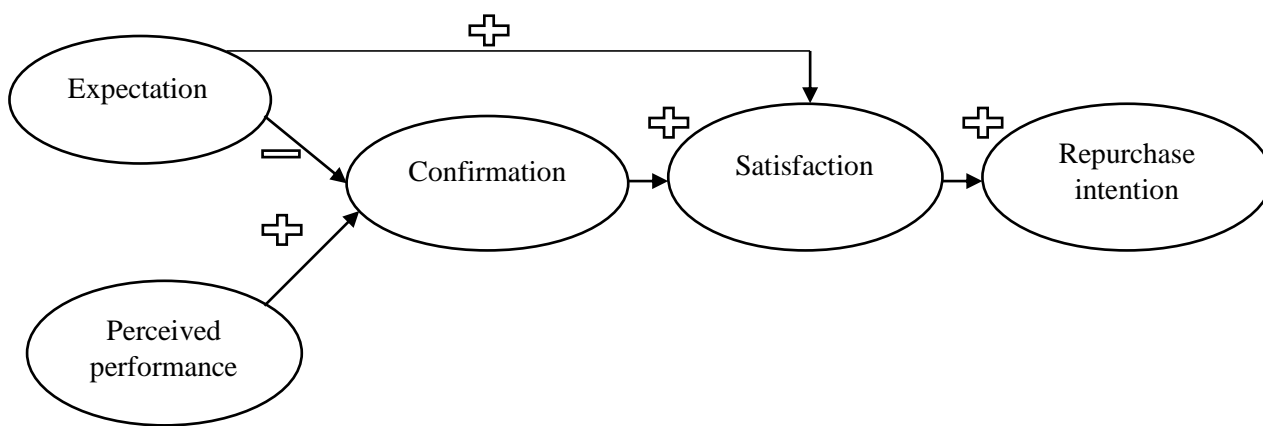 Expectation
Confirmation
Satisfaction
Repurchase
intention
Perceived
performance